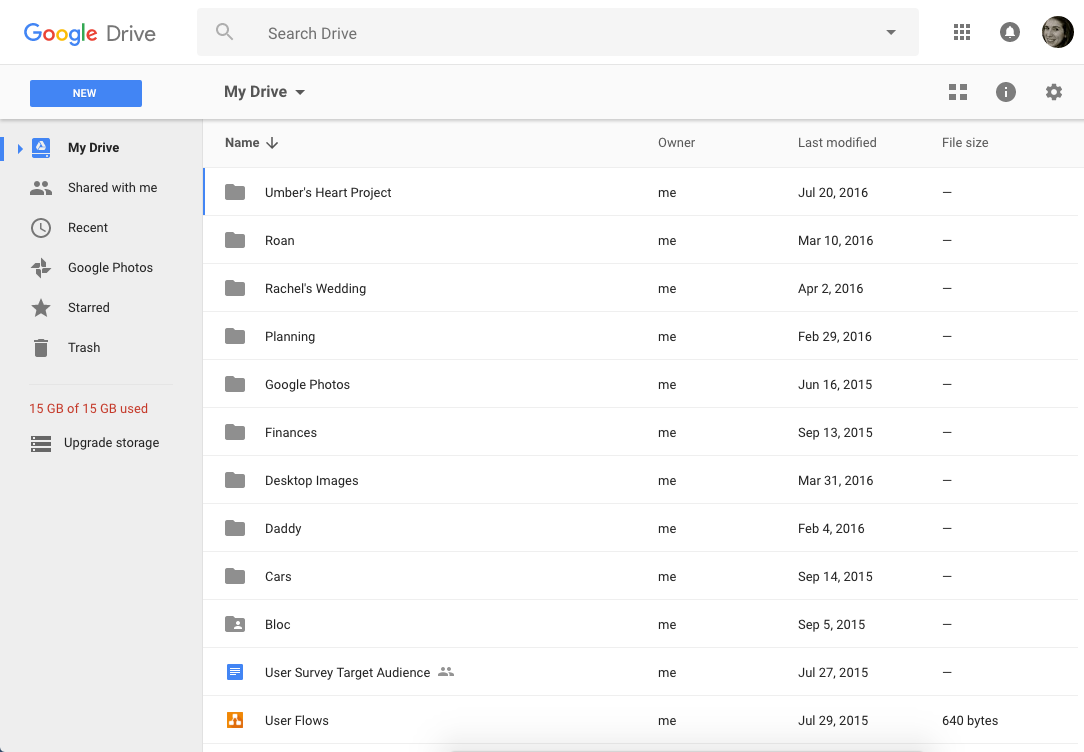 Google Drive
Search Drive
NEW
My Drive
My Drive
Shared with me
Recent
Google Photos
Starred
Trash
15 GB of 15 GB used
Upgrade storage
Name Owner Last modified File size
Umber's Heart Project me Jul 20, 2016 —
Roan me Mar 10, 2016 —
Rachel's Wedding me Apr 2, 2016 —
Planning me Feb 29, 2016 —
Google Photos me Jun 16, 2015 —
Finances me Sep 13, 2015 —
Desktop Images me Mar 31, 2016 —
Daddy me Feb 4, 2016 —
Cars me Sep 14, 2015 —
Bloc me Sep 5, 2015 —
User Survey Target Audience me Jul 27, 2015 —
User Flows me Jul 29, 2015 640 bytes